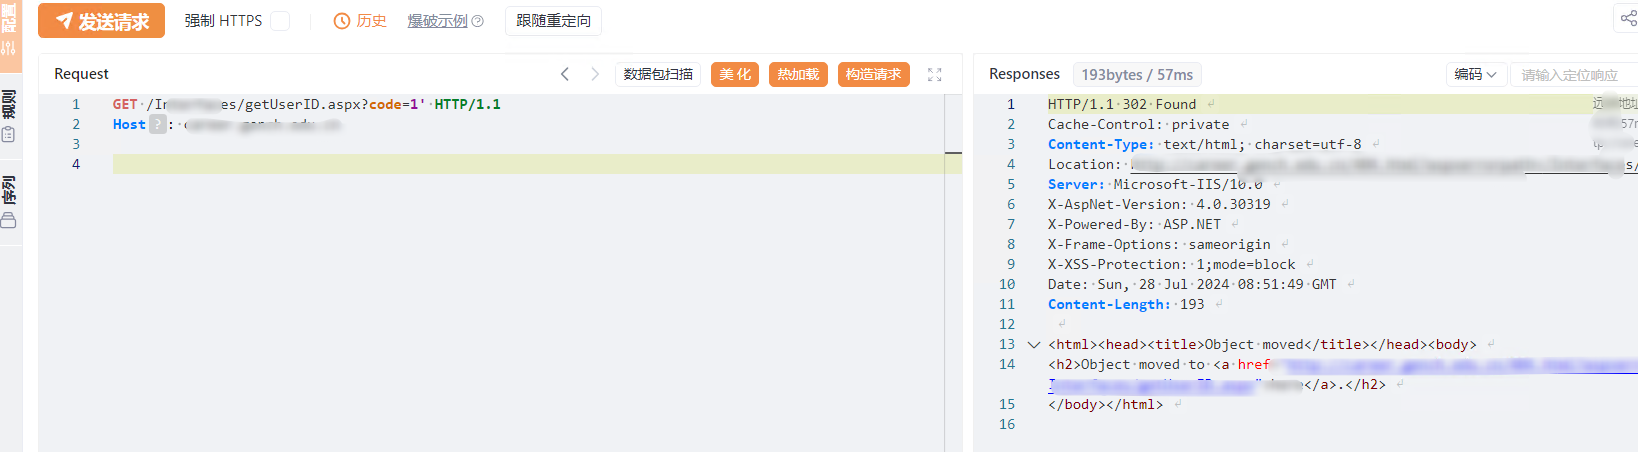 配置
规则
序列
发送请求 强制 HTTPS 历史 爆破示例 跟随重定向
Request 数据包扫描 美化 热加载 构造请求
1 GET /In es/getUserID.aspx?code=1' HTTP/1.1
2 Host ? :
3
4
Responses 193bytes / 57ms 编码 请输入定位响应
1 HTTP/1.1 302 Found
2 Cache-Control: private
3 Content-Type: text/html; charset=utf-8
4 Location:
5 Server: Microsoft-IIS/10.0
6 X-AspNet-Version: 4.0.30319
7 X-Powered-By: ASP.NET
8 X-Frame-Options: sameorigin
9 X-XSS-Protection: 1;mode=block
10 Date: Sun, 28 Jul 2024 08:51:49 GMT
11 Content-Length: 193
12
13 <html><head><title>Object moved</title></head><body>
14 <h2>Object moved to <a href
</a>.</h2>
15 </body></html>
16